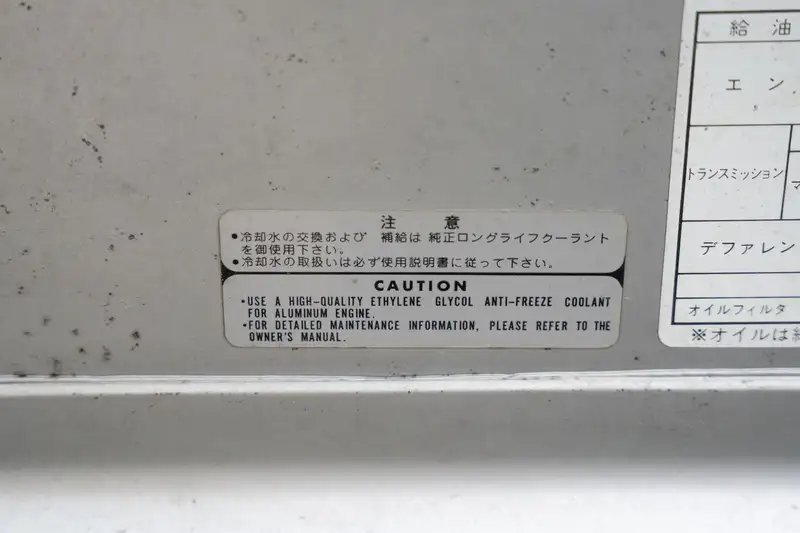 注 意
•冷却水の交換および 補給は 純正ロングライフクーラント
を御使用下さい。
•冷却水の取扱いは必ず使用説明書に従って下さい。
CAUTION
•USE A HIGH-QUALITY ETHYLENE GLYCOL ANTI-FREEZE COOLANT
FOR ALUMINUM ENGINE.
•FOR DETAILED MAINTENANCE INFORMATION, PLEASE REFER TO THE
OWNER'S MANUAL.
給 油
エ ン
トランスミッション
マ
デファレン
オイルフィルタ
※オイルは